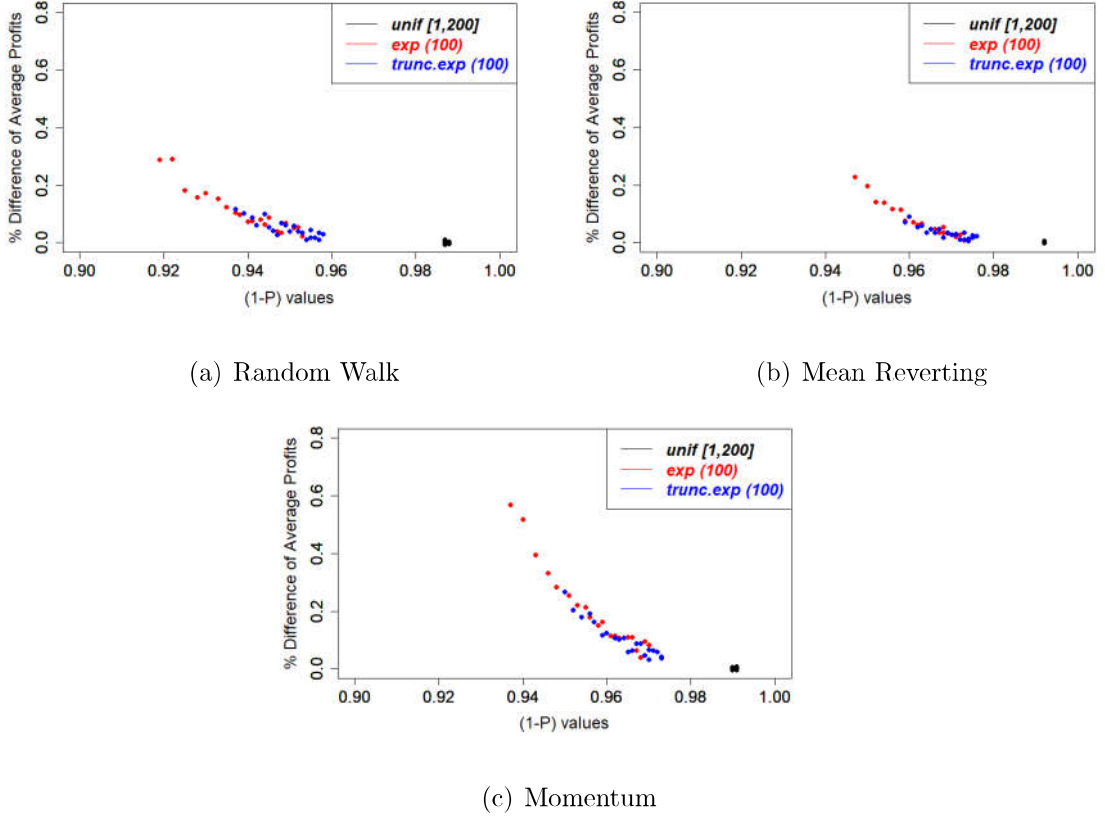 % Difference of Average Profits
0.8
0.6
0.4
0.2
0.0
unif [1,200]
exp (100)
trunc.exp (100)
0.90
0.92
0.94
0.96
0.98
1.00
(1-P) values
(a) Random Walk
% Difference of Average Profits
0.8
0.6
0.4
0.2
0.0
unif [1,200]
exp (100)
trunc.exp (100)
0.90
0.92
0.94
0.96
0.98
1.00
(1-P) values
(b) Mean Reverting
% Difference of Average Profits
0.8
0.6
0.4
0.2
0.0
unif [1,200]
exp (100)
trunc.exp (100)
0.90
0.92
0.94
0.96
0.98
1.00
(1-P) values
(c) Momentum